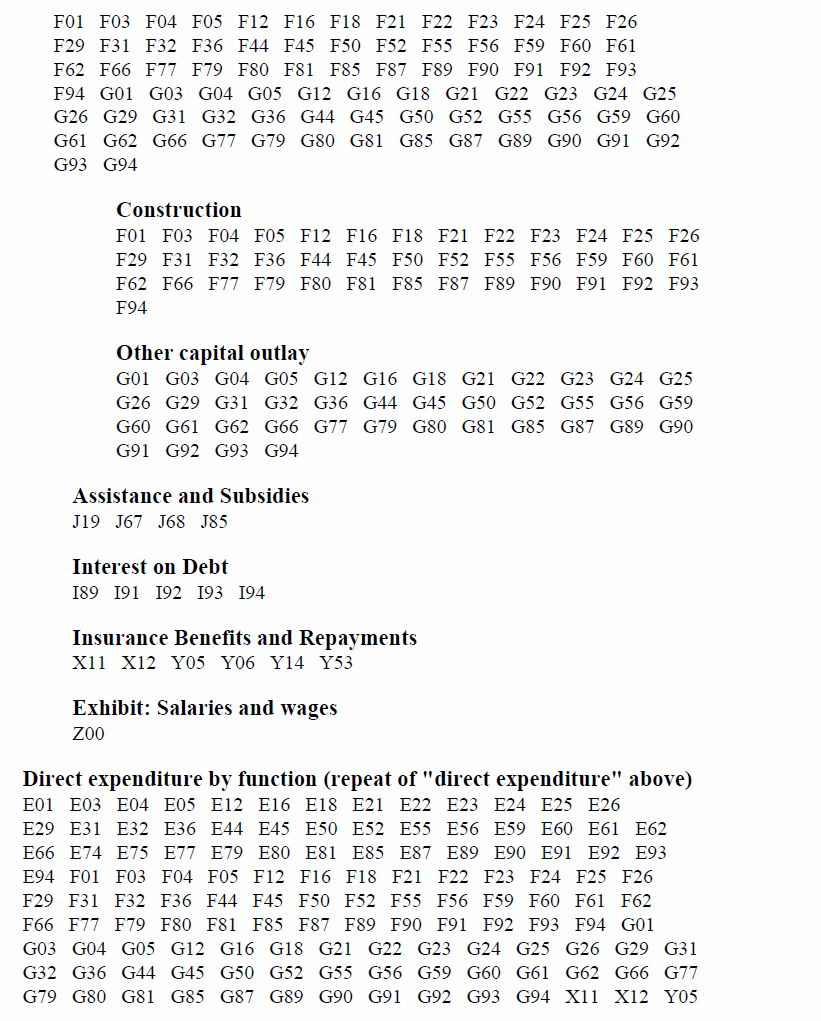 F01 F03 F04 F05 F12 F16 F18 F21 F22 F23 F24 F25 F26
F29 F31 F32 F36 F44 F45 F50 F52 F55 F56 F59 F60 F61
F62 F66 F77 F79 F80 F81 F85 F87 F89 F90 F91 F92 F93
F94 G01 G03 G04 G05 G12 G16 G18 G21 G22 G23 G24 G25
G26 G29 G31 G32 G36 G44 G45 G50 G52 G55 G56 G59 G60
G61 G62 G66 G77 G79 G80 G81 G85 G87 G89 G90 G91 G92
G93 G94
Construction
F01 F03 F04 F05 F12 F16 F18 F21 F22 F23 F24 F25 F26
F29 F31 F32 F36 F44 F45 F50 F52 F55 F56 F59 F60 F61
F62 F66 F77 F79 F80 F81 F85 F87 F89 F90 F91 F92 F93
F94
Other capital outlay
G01 G03 G04 G05 G12 G16 G18 G21 G22 G23 G24 G25
G26 G29 G31 G32 G36 G44 G45 G50 G52 G55 G56 G59
G60 G61 G62 G66 G77 G79 G80 G81 G85 G87 G89 G90
G91 G92 G93 G94
Assistance and Subsidies
J19 J67 J68 J85
Interest on Debt
I89 I91 I92 I93 I94
Insurance Benefits and Repayments
X11 X12 Y05 Y06 Y14 Y53
Exhibit: Salaries and wages
Z00
Direct expenditure by function (repeat of "direct expenditure" above)
E01 E03 E04 E05 E12 E16 E18 E21 E22 E23 E24 E25 E26
E29 E31 E32 E36 E44 E45 E50 E52 E55 E56 E59 E60 E61 E62
E66 E74 E75 E77 E79 E80 E81 E85 E87 E89 E90 E91 E92 E93
E94 F01 F03 F04 F05 F12 F16 F18 F21 F22 F23 F24 F25 F26
F29 F31 F32 F36 F44 F45 F50 F52 F55 F56 F59 F60 F61 F62
F66 F77 F79 F80 F81 F85 F87 F89 F90 F91 F92 F93 F94 G01
G03 G04 G05 G12 G16 G18 G21 G22 G23 G24 G25 G26 G29 G31
G32 G36 G44 G45 G50 G52 G55 G56 G59 G60 G61 G62 G66 G77
G79 G80 G81 G85 G87 G89 G90 G91 G92 G93 G94 X11 X12 Y05